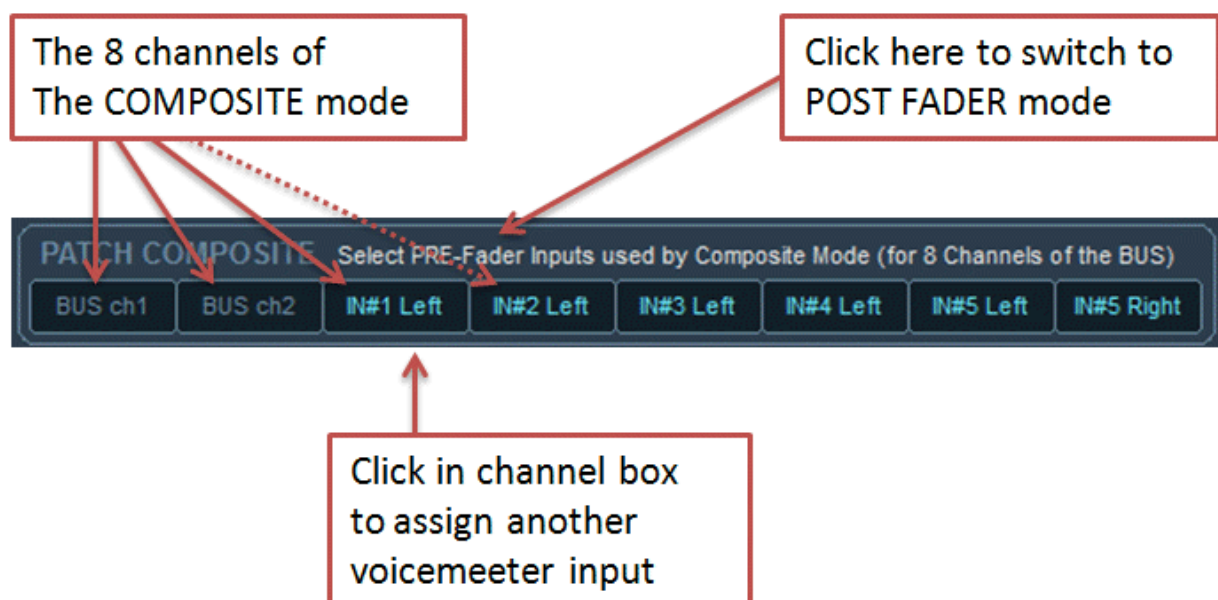 The 8 channels of
The COMPOSITE mode
Click here to switch to
POST FADER mode
PATCH COMPOSITE Select PRE-Fader Inputs used by Composite Mode (for 8 Channels of the BUS)
BUS ch1 BUS ch2 IN#1 Left IN#2 Left IN#3 Left IN#4 Left IN#5 Left IN#5 Right
Click in channel box
to assign another
voicemeeter input